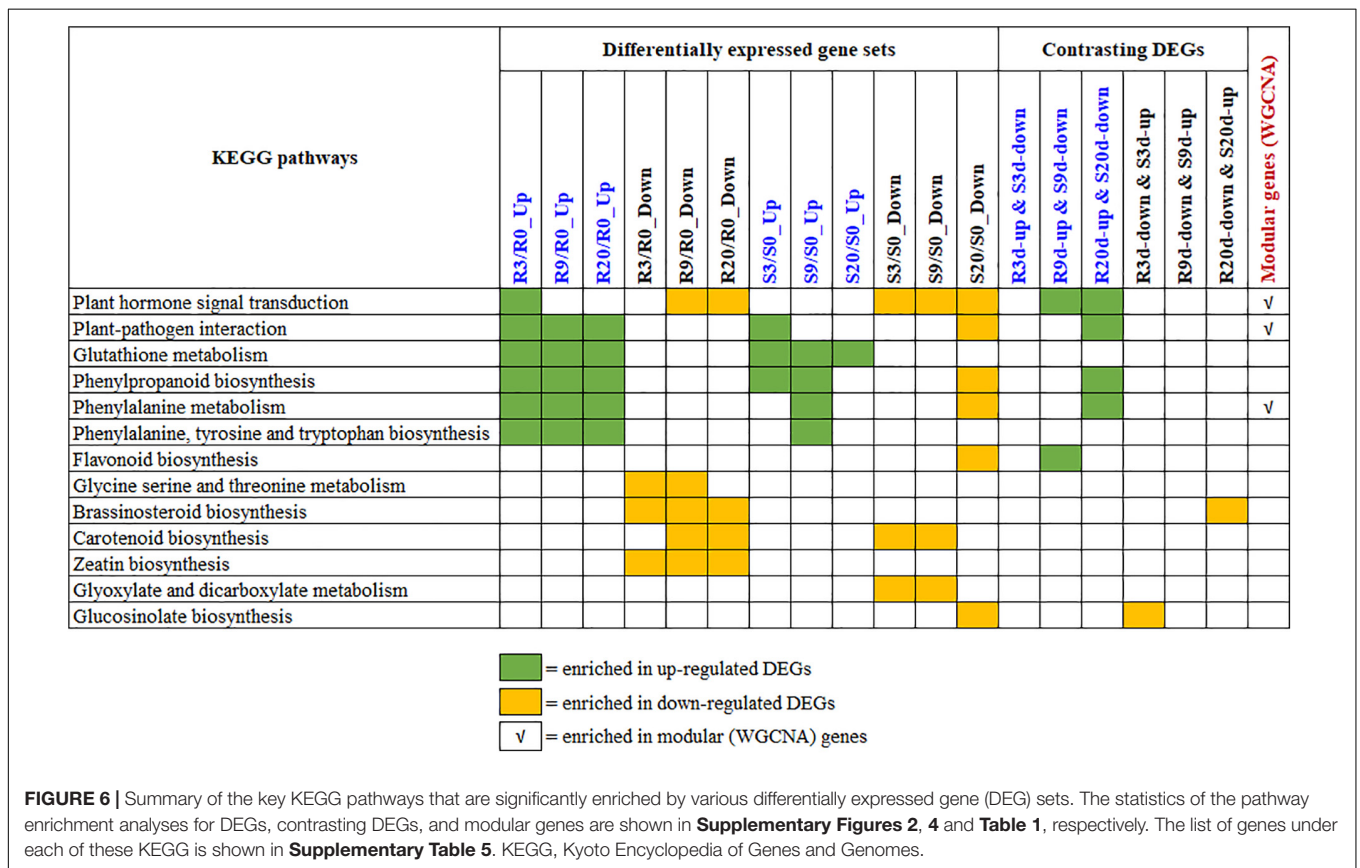 Differentially expressed gene sets
Contrasting DEGs
Modular genes (WGCNA)
KEGG pathways
R3/R0_Up
R9/R0_Up
R20/R0_Up
R3/R0_Down
R9/R0_Down
R20/R0_Down
S3/S0_Up
S9/S0_Up
S20/S0_Up
S3/S0_Down
S9/S0_Down
S20/S0_Down
R3d-up & S3d-down
R9d-up & S9d-down
R20d-up & S20d-down
R3d-down & S3d-up
R9d-down & S9d-up
R20d-down & S20d-up
Plant hormone signal transduction √
Plant-pathogen interaction √
Glutathione metabolism
Phenylpropanoid biosynthesis
Phenylalanine metabolism √
Phenylalanine, tyrosine and tryptophan biosynthesis
Flavonoid biosynthesis
Glycine serine and threonine metabolism
Brassinosteroid biosynthesis
Carotenoid biosynthesis
Zeatin biosynthesis
Glyoxylate and dicarboxylate metabolism
Glucosinolate biosynthesis
= enriched in up-regulated DEGs
= enriched in down-regulated DEGs
√ = enriched in modular (WGCNA) genes
FIGURE 6 | Summary of the key KEGG pathways that are significantly enriched by various differentially expressed gene (DEG) sets. The statistics of the pathway
enrichment analyses for DEGs, contrasting DEGs, and modular genes are shown in Supplementary Figures 2, 4 and Table 1, respectively. The list of genes under
each of these KEGG is shown in Supplementary Table 5. KEGG, Kyoto Encyclopedia of Genes and Genomes.